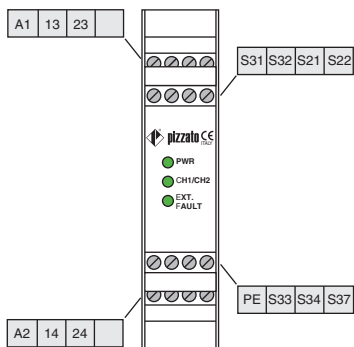 A1 13 23
S31 S32 S21 S22
pizzato CE
ITALY
PWR
CH1/CH2
EXT.
FAULT
PE S33 S34 S37
A2 14 24